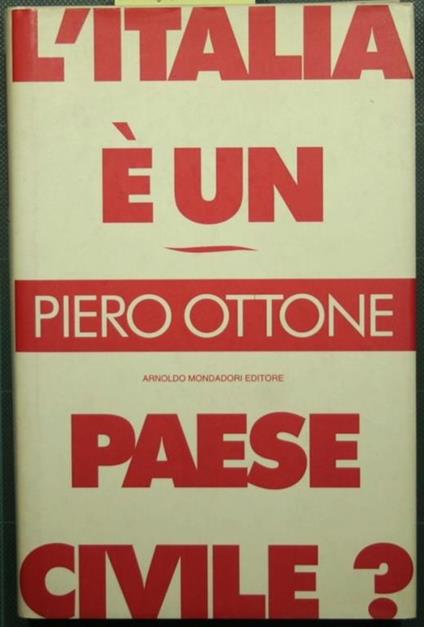 L'ITALIA
È UN
PIERO OTTONE
ARNOLDO MONDADORI EDITORE
PAESE
CIVILE ?